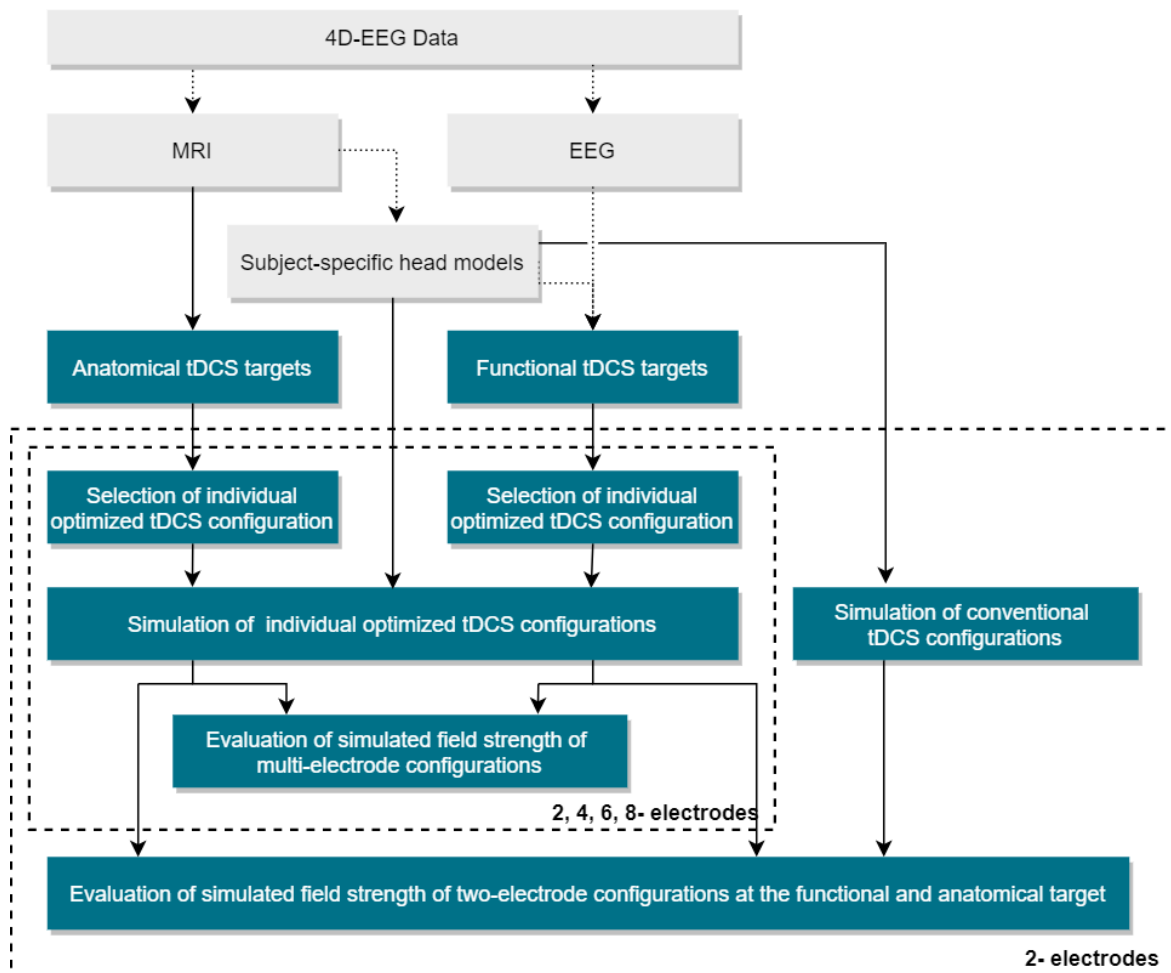 4D-EEG Data
MRI
EEG
Subject-specific head models
Anatomical tDCS targets
Functional tDCS targets
Selection of individual
optimized tDCS configuration
Selection of individual
optimized tDCS configuration
Simulation of  individual optimized tDCS configurations
Simulation of conventional
tDCS configurations
Evaluation of simulated field strength of
multi-electrode configurations
2, 4, 6, 8- electrodes
Evaluation of simulated field strength of two-electrode configurations at the functional and anatomical target
2- electrodes